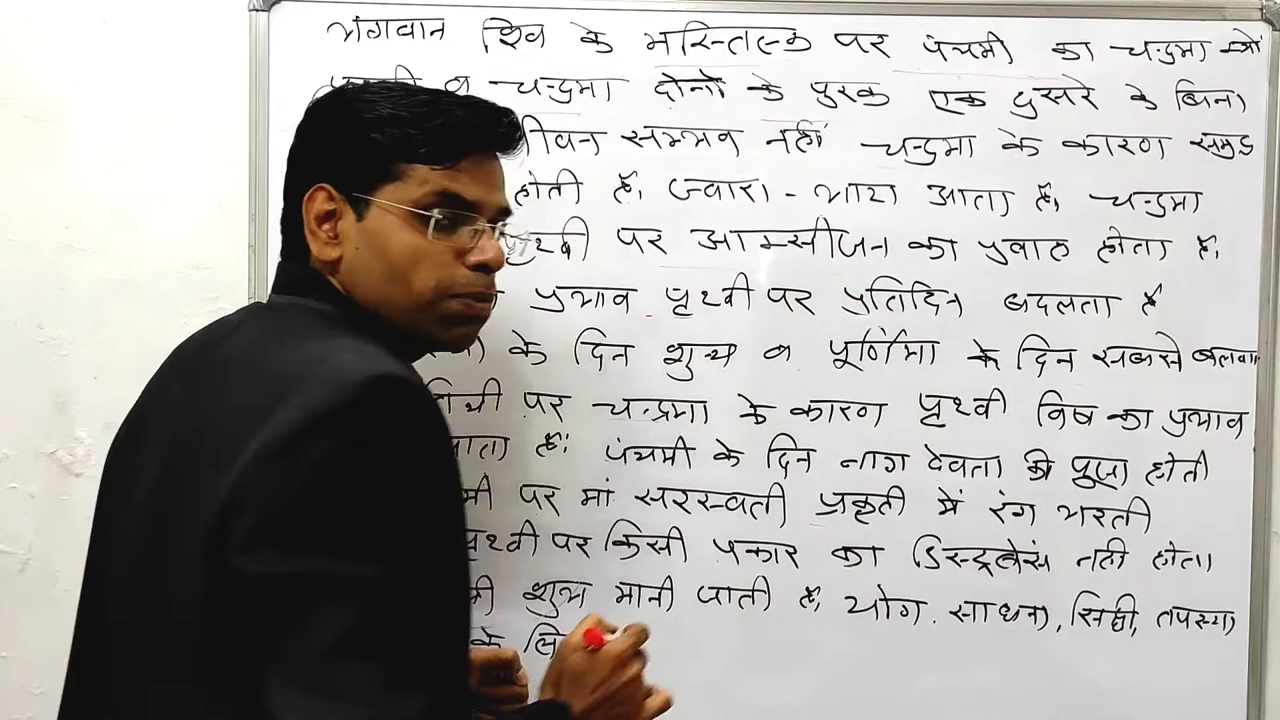 भगवान शिव के मस्तिस्क पर पंचमी का चन्द्रमा
व चन्द्रमा दोनों के पुरक एक दुसरे के बिना
जीवन सम्भव नहीं चन्द्रमा के कारण समुद्र
होती है, ज्वारा - भाटा आता है, चन्द्रमा
पृथ्वी पर आम्सीजन का प्रवाह होता है,
प्रभाव पृथ्वी पर प्रतिदिन बदलता है
के दिन शुन्य व पूर्णिमा के दिन सबसे बलवान
पर चन्द्रमा के कारण पृथ्वी विष का प्रभाव
है, पंचमी के दिन नाग देवता की पूजा होती
पर मां सरस्वती प्रकृती में रंग भरती
पृथ्वी पर किसी प्रकार का डिस्ट्रबेंस नही होता
शुभ मानी जाती है, योग. साधना, सिद्दी, तपस्या
के लि